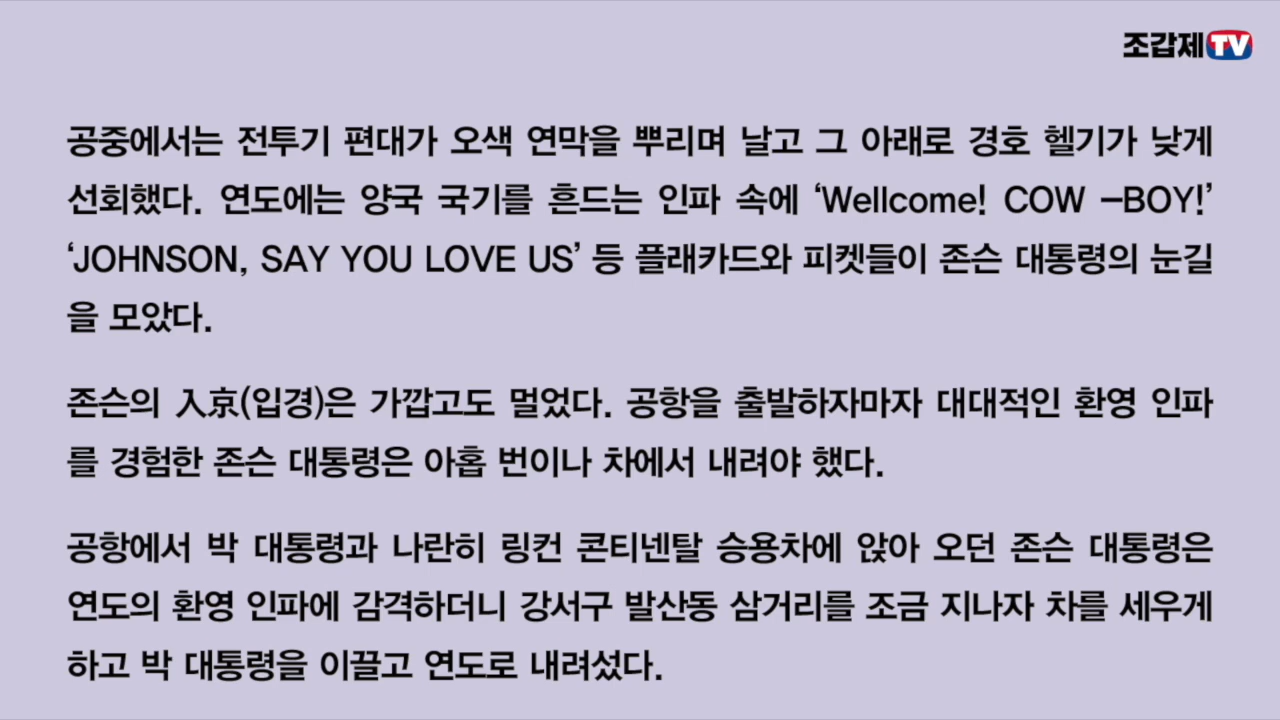 조갑제TV
공중에서는 전투기 편대가 오색 연막을 뿌리며 날고 그 아래로 경호 헬기가 낮게
선회했다. 연도에는 양국 국기를 흔드는 인파 속에 ‘Wellcome! COW –BOY!’
‘JOHNSON, SAY YOU LOVE US’ 등 플래카드와 피켓들이 존슨 대통령의 눈길
을 모았다.
존슨의 入京(입경)은 가깝고도 멀었다. 공항을 출발하자마자 대대적인 환영 인파
를 경험한 존슨 대통령은 아홉 번이나 차에서 내려야 했다.
공항에서 박 대통령과 나란히 링컨 콘티넨탈 승용차에 앉아 오던 존슨 대통령은
연도의 환영 인파에 감격하더니 강서구 발산동 삼거리를 조금 지나자 차를 세우게
하고 박 대통령을 이끌고 연도로 내려섰다.